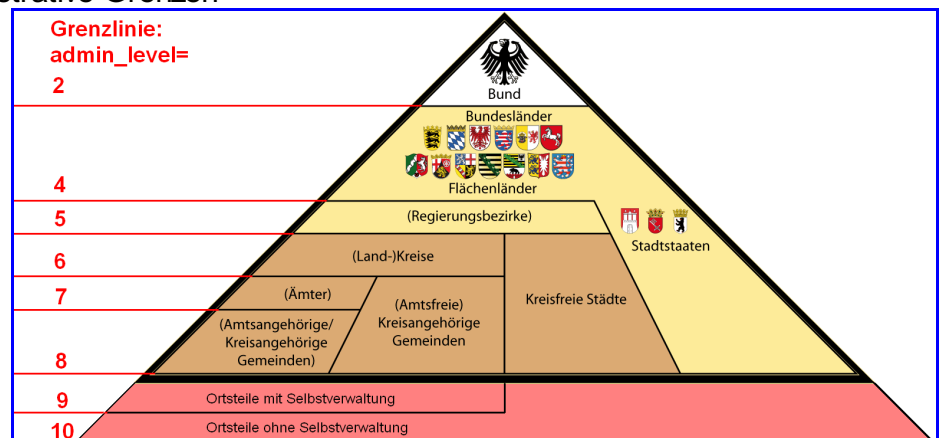 Grenzlinie:
admin_level=
2
Bund
Bundesländer
4
Flächenländer
5
(Regierungsbezirke)
Stadtstaaten
6
(Land-)Kreise
7
(Ämter)
(Amtsfreie)
Kreisangehörige
Gemeinden
Kreisfreie Städte
(Amtsangehörige/
Kreisangehörige
Gemeinden)
8
9
Ortsteile mit Selbstverwaltung
10
Ortsteile ohne Selbstverwaltung